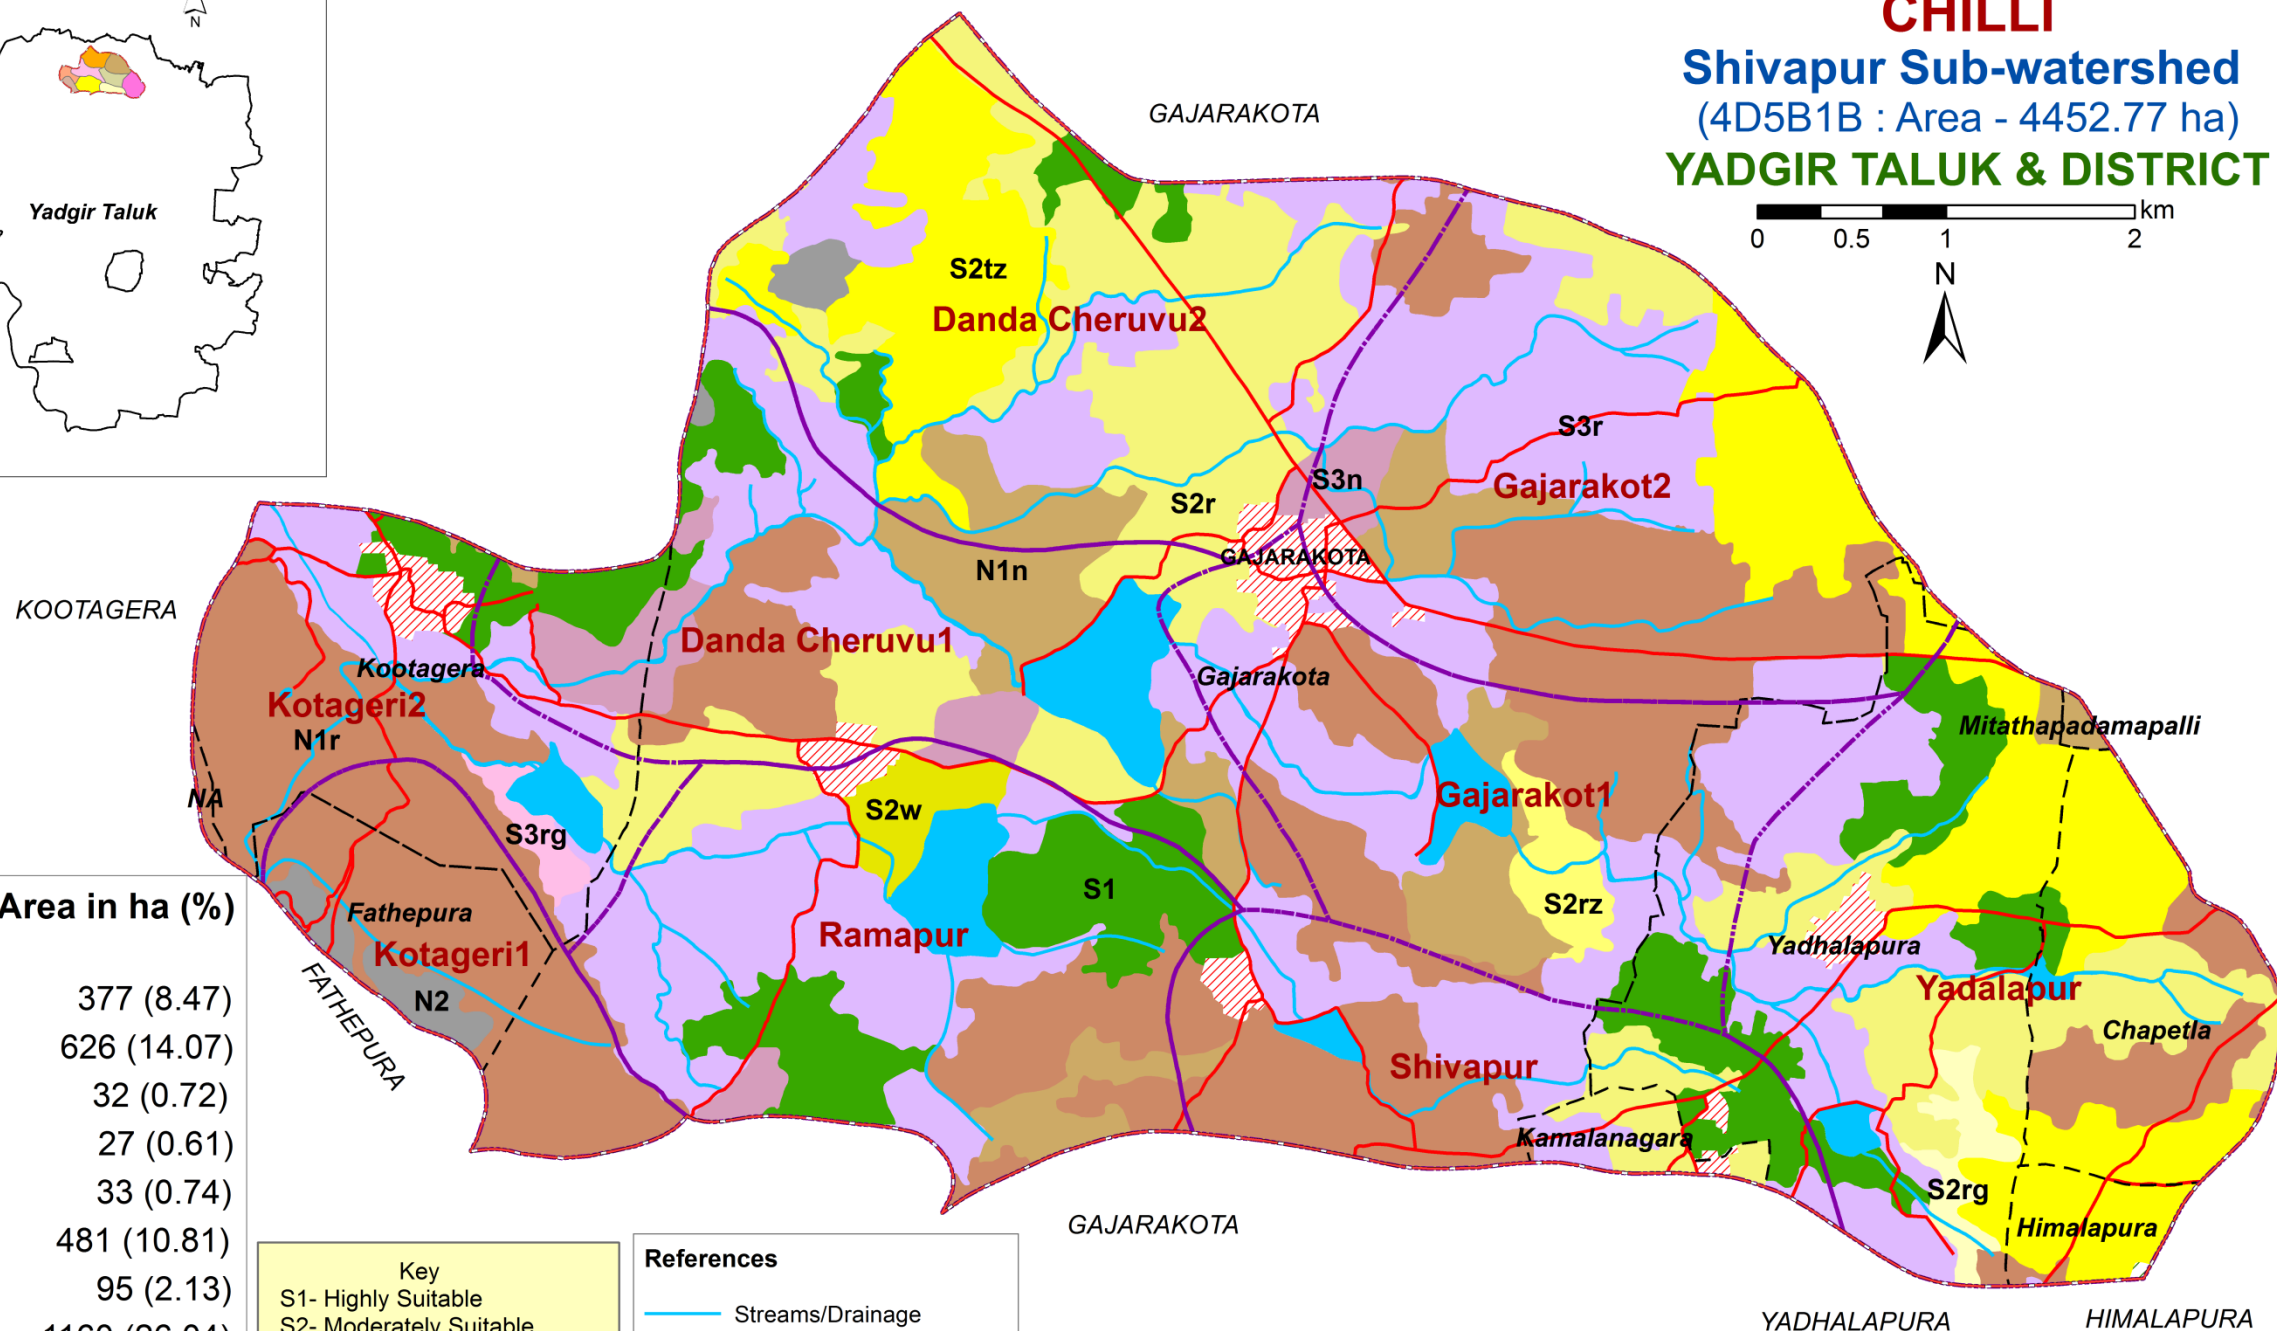 CHILLI
Shivapur Sub-watershed
(4D5B1B : Area - 4452.77 ha)
YADGIR TALUK & DISTRICT
km
0 0.5 1 2
N
N
Yadgir Taluk
GAJARAKOTA
S2tz
Danda Cheruvu2
S3r
S3n
Gajarakot2
S2r
GAJARAKOTA
N1n
KOOTAGERA
Danda Cheruvu1
Kootagera
Gajarakota
Kotageri2
N1r
Mitathapadamapalli
NA
S2w
Gajarakot1
S3rg
S1
S2rz
Fathepura
Ramapur
Kotageri1
Yadhalapura
Yadalapur
N2
FATHEPURA
Chapetla
Shivapur
Kamalanagara
S2rg
Himalapura
GAJARAKOTA
YADHALAPURA
HIMALAPURA
Area in ha (%)
377 (8.47)
626 (14.07)
32 (0.72)
27 (0.61)
33 (0.74)
481 (10.81)
95 (2.13)
Key
S1- Highly Suitable
S2- Moderately Suitable
References
Streams/Drainage